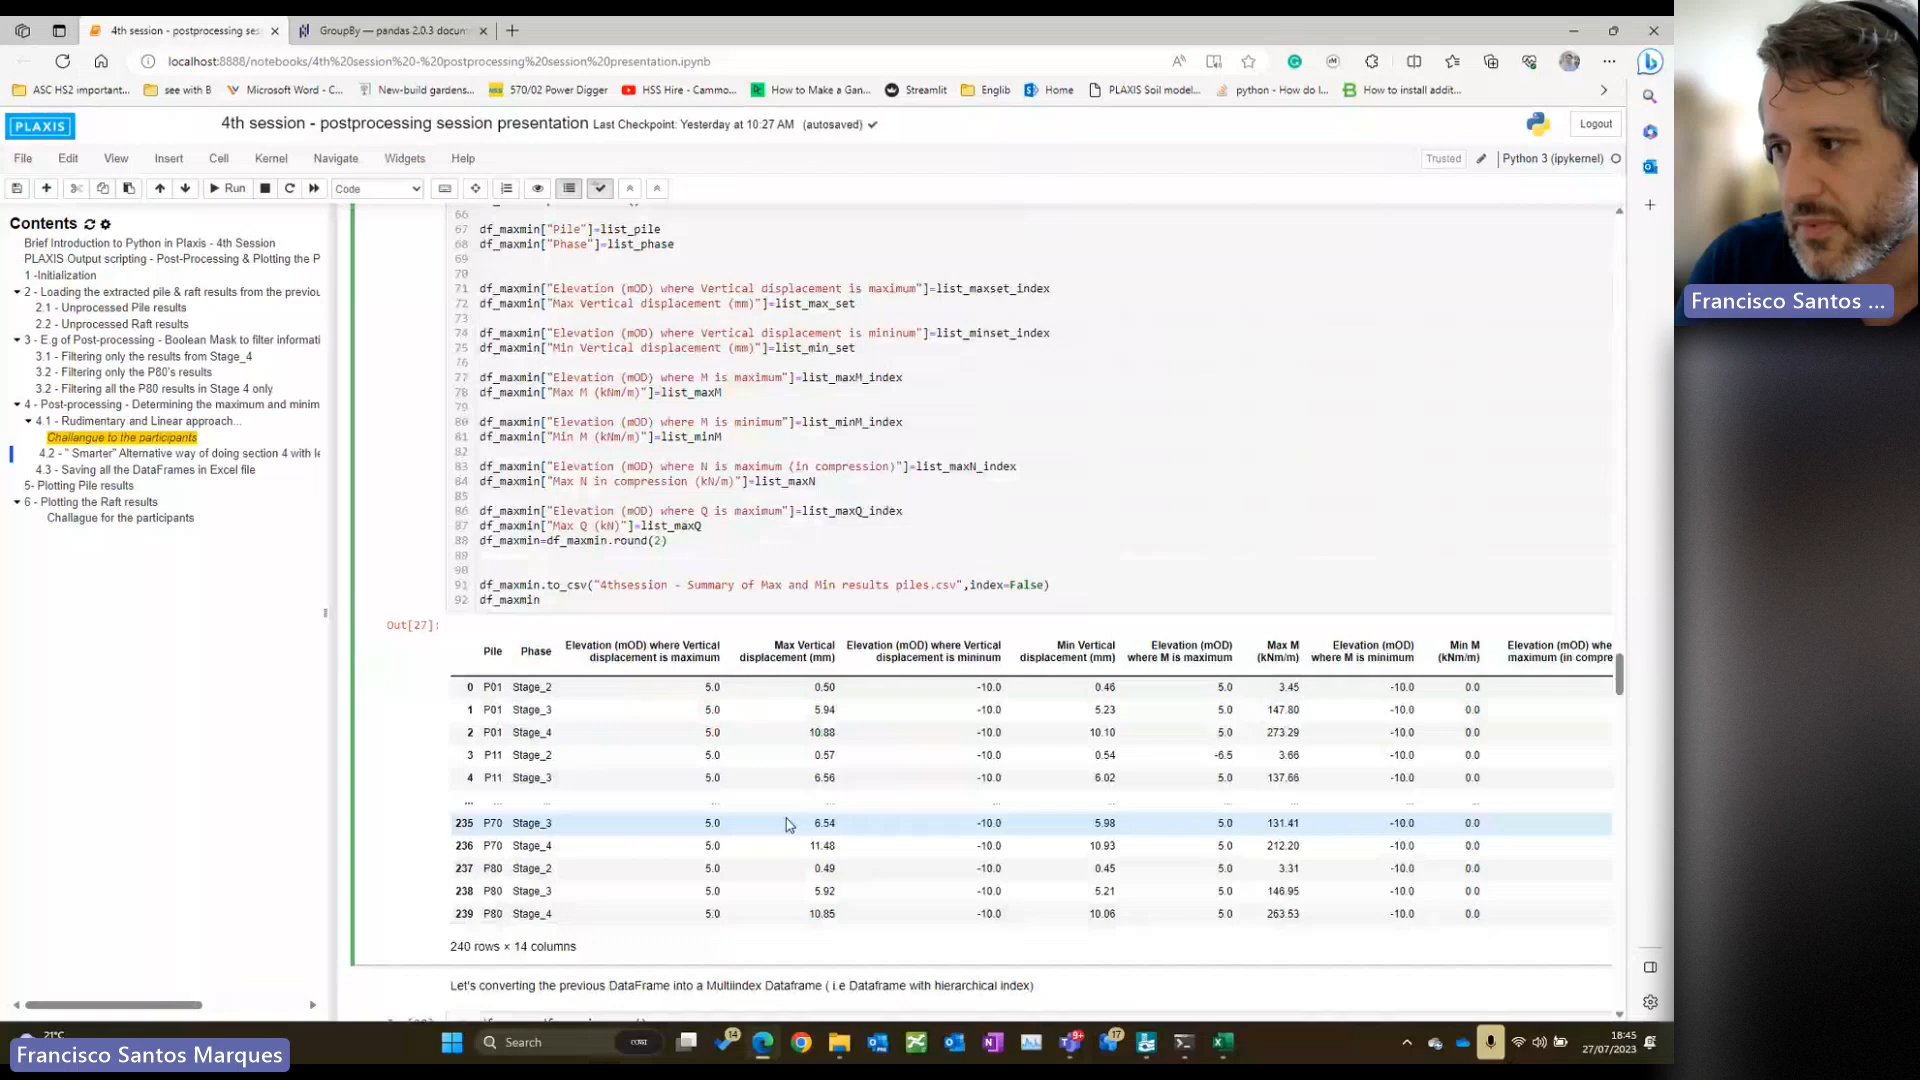 4th session - postprocessing se
GroupBy — pandas 2.0.3 docun
localhost:8888/notebooks/4th%20session%20-%20postprocessing%20session%20presentation.ipynb
ASC HS2 important...
see with B
Microsoft Word - C...
New-build gardens...
570/02 Power Digger
HSS Hire - Cammo...
How to Make a Gan...
Streamlit
Englib
Home
PLAXIS Soil model...
python - How do I...
How to install addit...
PLAXIS
4th session - postprocessing session presentation Last Checkpoint: Yesterday at 10:27 AM (autosaved)
Logout
File Edit View Insert Cell Kernel Navigate Widgets Help
Trusted
Python 3 (ipykernel)
Run
Code
Contents
Brief Introduction to Python in Plaxis - 4th Session
PLAXIS Output scripting - Post-Processing & Plotting the P
1 -Initialization
2 - Loading the extracted pile & raft results from the previou
2.1 - Unprocessed Pile results
2.2 - Unprocessed Raft results
3 - E.g of Post-processing - Boolean Mask to filter informati
3.1 - Filtering only the results from Stage_4
3.2 - Filtering only the P80's results
3.2 - Filtering all the P80 results in Stage 4 only
4 - Post-processing - Determining the maximum and minim
4.1 - Rudimentary and Linear approach...
Challangue to the participants
4.2 - " Smarter" Alternative way of doing section 4 with le
4.3 - Saving all the DataFrames in Excel file
5- Plotting Pile results
6 - Plotting the Raft results
Challague for the participants
66
67 df_maxmin["Pile"]=list_pile
68 df_maxmin["Phase"]=list_phase
69
70
71 df_maxmin["Elevation (mOD) where Vertical displacement is maximum"]=list_maxset_index
72 df_maxmin["Max Vertical displacement (mm)"]=list_max_set
73
74 df_maxmin["Elevation (mOD) where Vertical displacement is mininum"]=list_minset_index
75 df_maxmin["Min Vertical displacement (mm)"]=list_min_set
76
77 df_maxmin["Elevation (mOD) where M is maximum"]=list_maxM_index
78 df_maxmin["Max M (kNm/m)"]=list_maxM
79
80 df_maxmin["Elevation (mOD) where M is minimum"]=list_minM_index
81 df_maxmin["Min M (kNm/m)"]=list_minM
82
83 df_maxmin["Elevation (mOD) where N is maximum (in compression)"]=list_maxN_index
84 df_maxmin["Max N in compression (kN/m)"]=list_maxN
85
86 df_maxmin["Elevation (mOD) where Q is maximum"]=list_maxQ_index
87 df_maxmin["Max Q (kN)"]=list_maxQ
88 df_maxmin=df_maxmin.round(2)
89
90
91 df_maxmin.to_csv("4thsession - Summary of Max and Min results piles.csv",index=False)
92 df_maxmin
Out[27]:
Pile Phase Elevation (mOD) where Vertical displacement is maximum Max Vertical displacement (mm) Elevation (mOD) where Vertical displacement is mininum Min Vertical displacement (mm) Elevation (mOD) where M is maximum Max M (kNm/m) Elevation (mOD) where M is minimum Min M (kNm/m) Elevation (mOD) whe maximum (in compre
0 P01 Stage_2 5.0 0.50 -10.0 0.46 5.0 3.45 -10.0 0.0
1 P01 Stage_3 5.0 5.94 -10.0 5.23 5.0 147.80 -10.0 0.0
2 P01 Stage_4 5.0 10.88 -10.0 10.10 5.0 273.29 -10.0 0.0
3 P11 Stage_2 5.0 0.57 -10.0 0.54 -6.5 3.66 -10.0 0.0
4 P11 Stage_3 5.0 6.56 -10.0 6.02 5.0 137.66 -10.0 0.0
... ... ... ... ... ... ... ... ... ... ...
235 P70 Stage_3 5.0 6.54 -10.0 5.98 5.0 131.41 -10.0 0.0
236 P70 Stage_4 5.0 11.48 -10.0 10.93 5.0 212.20 -10.0 0.0
237 P80 Stage_2 5.0 0.49 -10.0 0.45 5.0 3.31 -10.0 0.0
238 P80 Stage_3 5.0 5.92 -10.0 5.21 5.0 146.95 -10.0 0.0
239 P80 Stage_4 5.0 10.85 -10.0 10.06 5.0 263.53 -10.0 0.0
240 rows × 14 columns
Let's converting the previous DataFrame into a Multiindex Dataframe ( i.e Dataframe with hierarchical index)
21°C
Search
14
9+
17
18:45
27/07/2023
Francisco Santos ...
Francisco Santos Marques